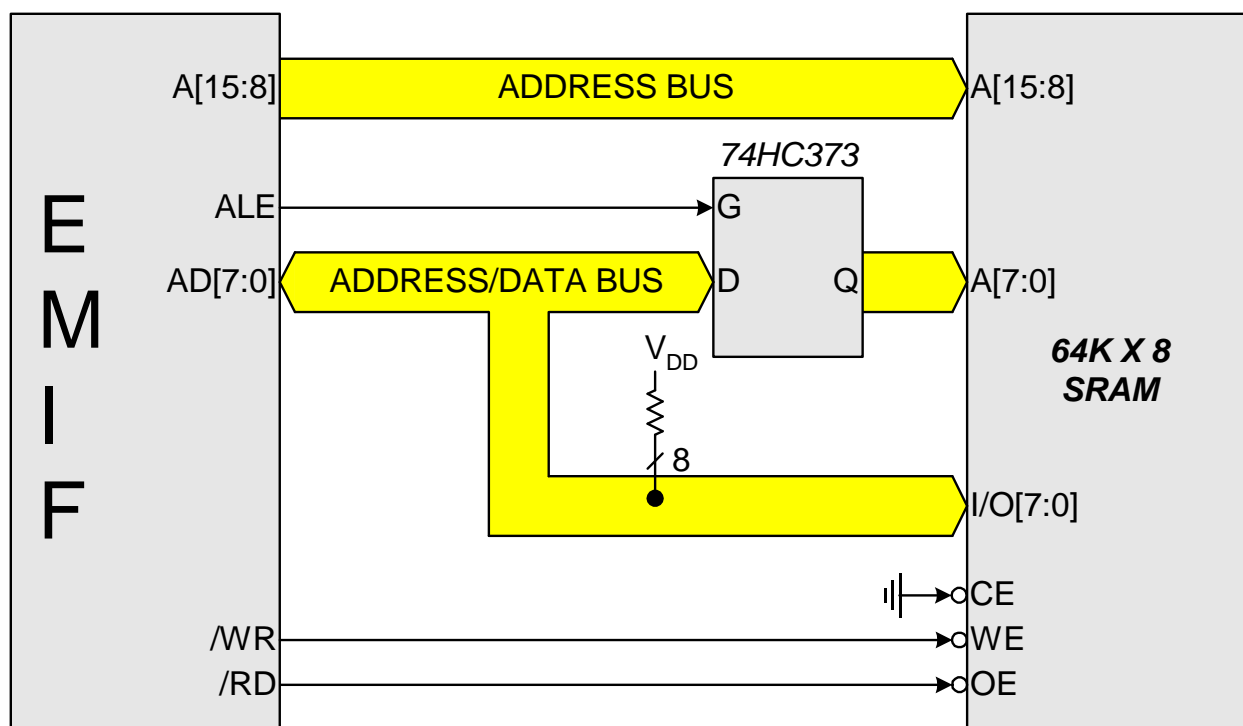 A[15:8] ADDRESS BUS A[15:8]
74HC373
ALE G
AD[7:0] ADDRESS/DATA BUS D Q A[7:0]
E
M
I
F
VDD
64K X 8
SRAM
8
I/O[7:0]
CE
/WR WE
/RD OE